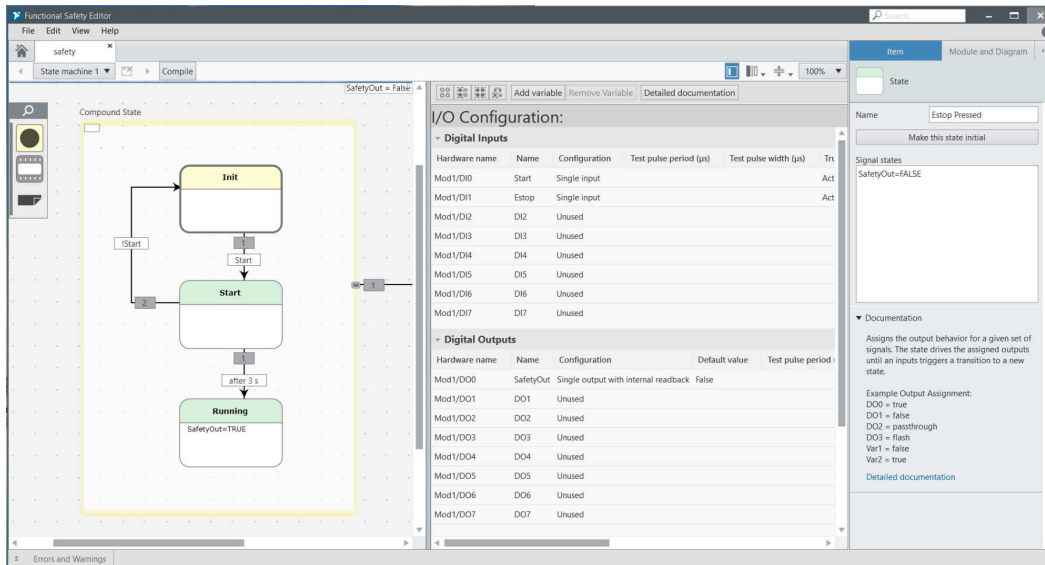 Functional Safety Editor
Search
File Edit View Help
safety
State machine 1
Compile
100%
SafetyOut = False
Compound State
Init
1
Start
!Start
Start
1
2
1
after 3 s
Running
SafetyOut=TRUE
Add variable Remove Variable Detailed documentation
I/O Configuration:
Digital Inputs
Hardware name Name Configuration Test pulse period (µs) Test pulse width (µs) Tru
Mod1/DI0 Start Single input Act
Mod1/DI1 Estop Single input Act
Mod1/DI2 DI2 Unused
Mod1/DI3 DI3 Unused
Mod1/DI4 DI4 Unused
Mod1/DI5 DI5 Unused
Mod1/DI6 DI6 Unused
Mod1/DI7 DI7 Unused
Digital Outputs
Hardware name Name Configuration Default value Test pulse period
Mod1/DO0 SafetyOut Single output with internal readback False
Mod1/DO1 DO1 Unused
Mod1/DO2 DO2 Unused
Mod1/DO3 DO3 Unused
Mod1/DO4 DO4 Unused
Mod1/DO5 DO5 Unused
Mod1/DO6 DO6 Unused
Mod1/DO7 DO7 Unused
Item Module and Diagram
State
Name Estop Pressed
Make this state initial
Signal states
SafetyOut=FALSE
Documentation
Assigns the output behavior for a given set of
signals. The state drives the assigned outputs
until an inputs triggers a transition to a new
state.
Example Output Assignment:
DO0 = true
DO1 = false
DO2 = passthrough
DO3 = flash
Var1 = false
Var2 = true
Detailed documentation
Errors and Warnings